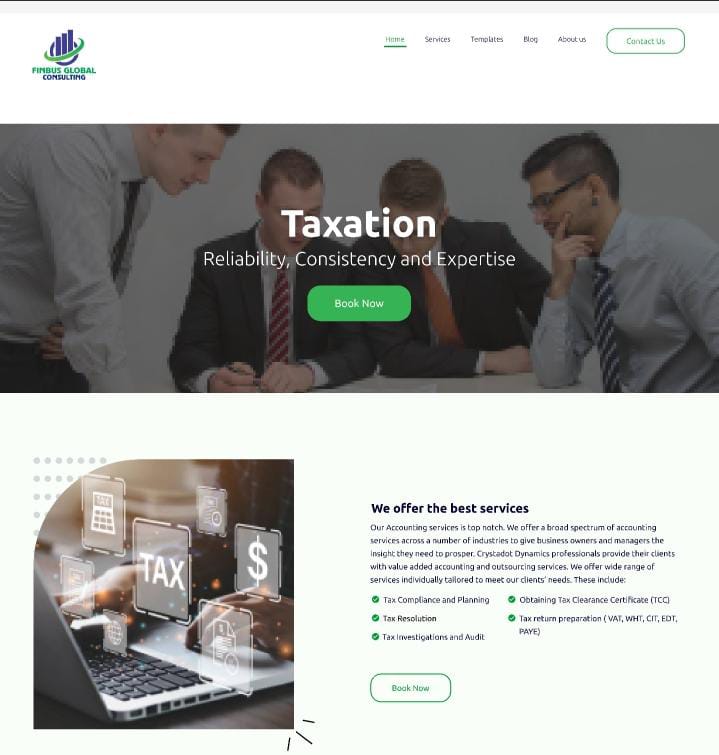 FINBUS GLOBAL
CONSULTING
Home Services Templates Blog About us Contact Us
Taxation
Reliability, Consistency and Expertise
Book Now
TAX
TAX
$
We offer the best services
Our Accounting services is top notch. We offer a broad spectrum of accounting
services across a number of industries to give business owners and managers the
insight they need to prosper. Crystadot Dynamics professionals provide their clients
with value added accounting and outsourcing services. We offer wide range of
services individually tailored to meet our clients' needs. These include:
Tax Compliance and Planning
Obtaining Tax Clearance Certificate (TCC)
Tax Resolution
Tax return preparation ( VAT, WHT, CIT, EDT,
PAYE)
Tax Investigations and Audit
Book Now